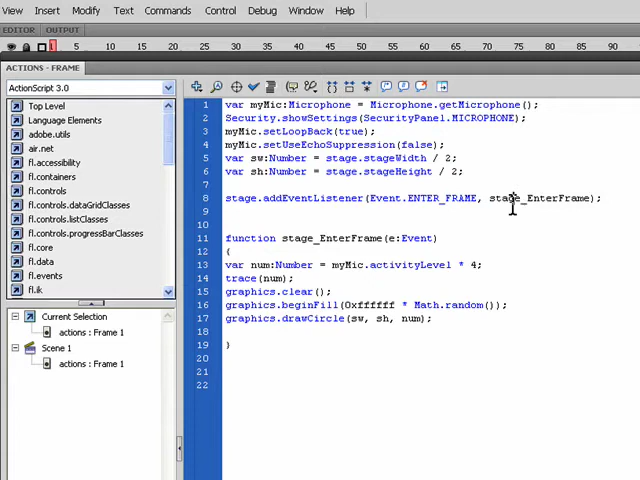 View Insert Modify Text Commands Control Debug Window Help
EDITOR OUTPUT
5 10 15 20 25 30 35 40 45 50 55 60 65 70 75 80 85 90
ACTIONS - FRAME
ActionScript 3.0
Top Level
Language Elements
adobe.utils
air.net
fl.accessibility
fl.containers
fl.controls
fl.controls.dataGridClasses
fl.controls.listClasses
fl.controls.progressBarClasses
fl.core
fl.data
fl.events
fl.ik
Current Selection
actions : Frame 1
Scene 1
actions : Frame 1
1 var myMic:Microphone = Microphone.getMicrophone();
2 Security.showSettings(SecurityPanel.MICROPHONE);
3 myMic.setLoopBack(true);
4 myMic.setUseEchoSuppression(false);
5 var sw:Number = stage.stageWidth / 2;
6 var sh:Number = stage.stageHeight / 2;
7
8 stage.addEventListener(Event.ENTER_FRAME, stage_EnterFrame);
9
10
11 function stage_EnterFrame(e:Event)
12 {
13 var num:Number = myMic.activityLevel * 4;
14 trace(num);
15 graphics.clear();
16 graphics.beginFill(0xffffff * Math.random());
17 graphics.drawCircle(sw, sh, num);
18
19 }
20
21
22